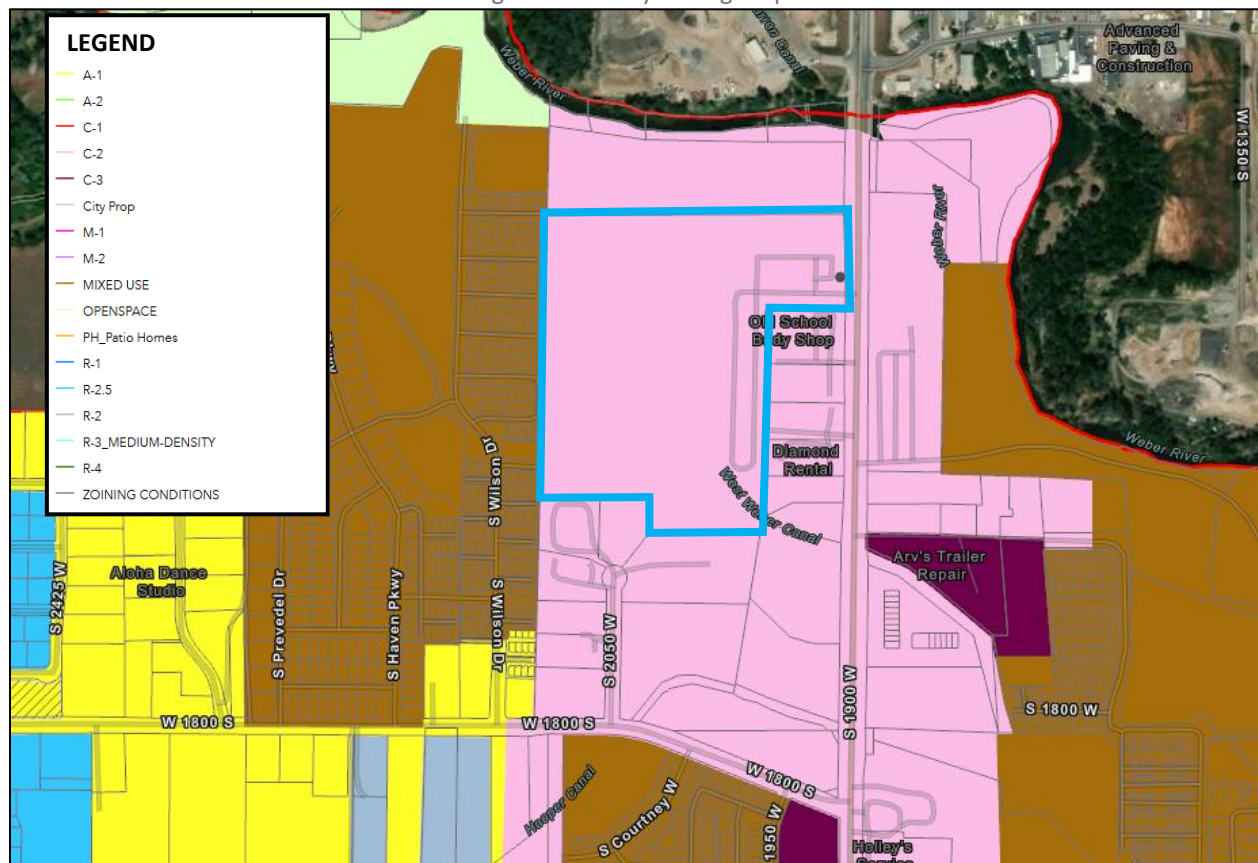 LEGEND
A-1
A-2
C-1
C-2
C-3
City Prop
M-1
M-2
MIXED USE
OPENSPACE
PH_Patio Homes
R-1
R-2.5
R-2
R-3_MEDIUM-DENSITY
R-4
ZOINING CONDITIONS
Weber River
Canal
Advanced
Paving &
Construction
W 1350 S
Weber River
Old School
Body Shop
Diamond
Rental
West Weber Canal
Weber River
Arv's Trailer
Repair
S Wilson Dr
S Wilson Dr
Aloha Dance
Studio
S 2425 W
S Prevedel Dr
S Haven Pkwy
S 2050 W
S 1900 W
S 1800 W
W 1800 S
W 1800 S
W 1800 S
Hooper Canal
S Courtney W
1950 W
Holley's